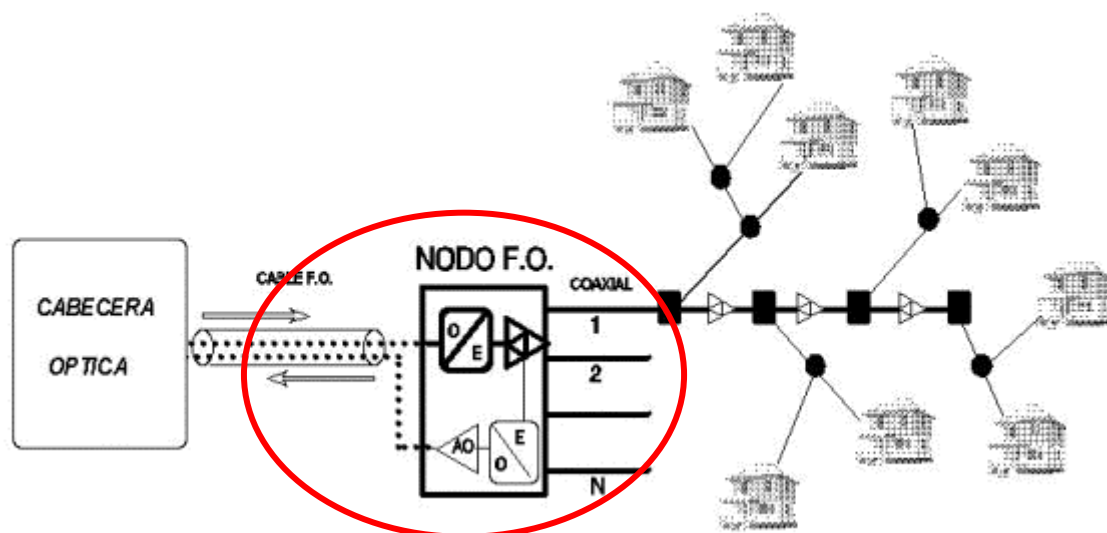 CABECERA
OPTICA
CABLE F.O.
NODO F.O.
O
E
AO
E
O
COAXIAL
1
2
N